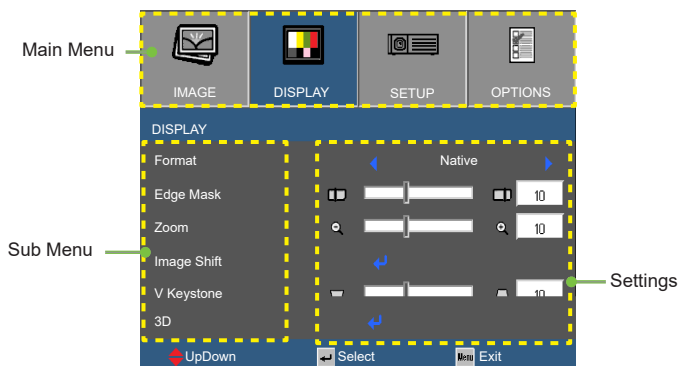 Main Menu
IMAGE DISPLAY SETUP OPTIONS
DISPLAY
Format Native
Edge Mask 10
Zoom 10
Sub Menu
Image Shift
Settings
V Keystone 10
3D
UpDown Select Menu Exit